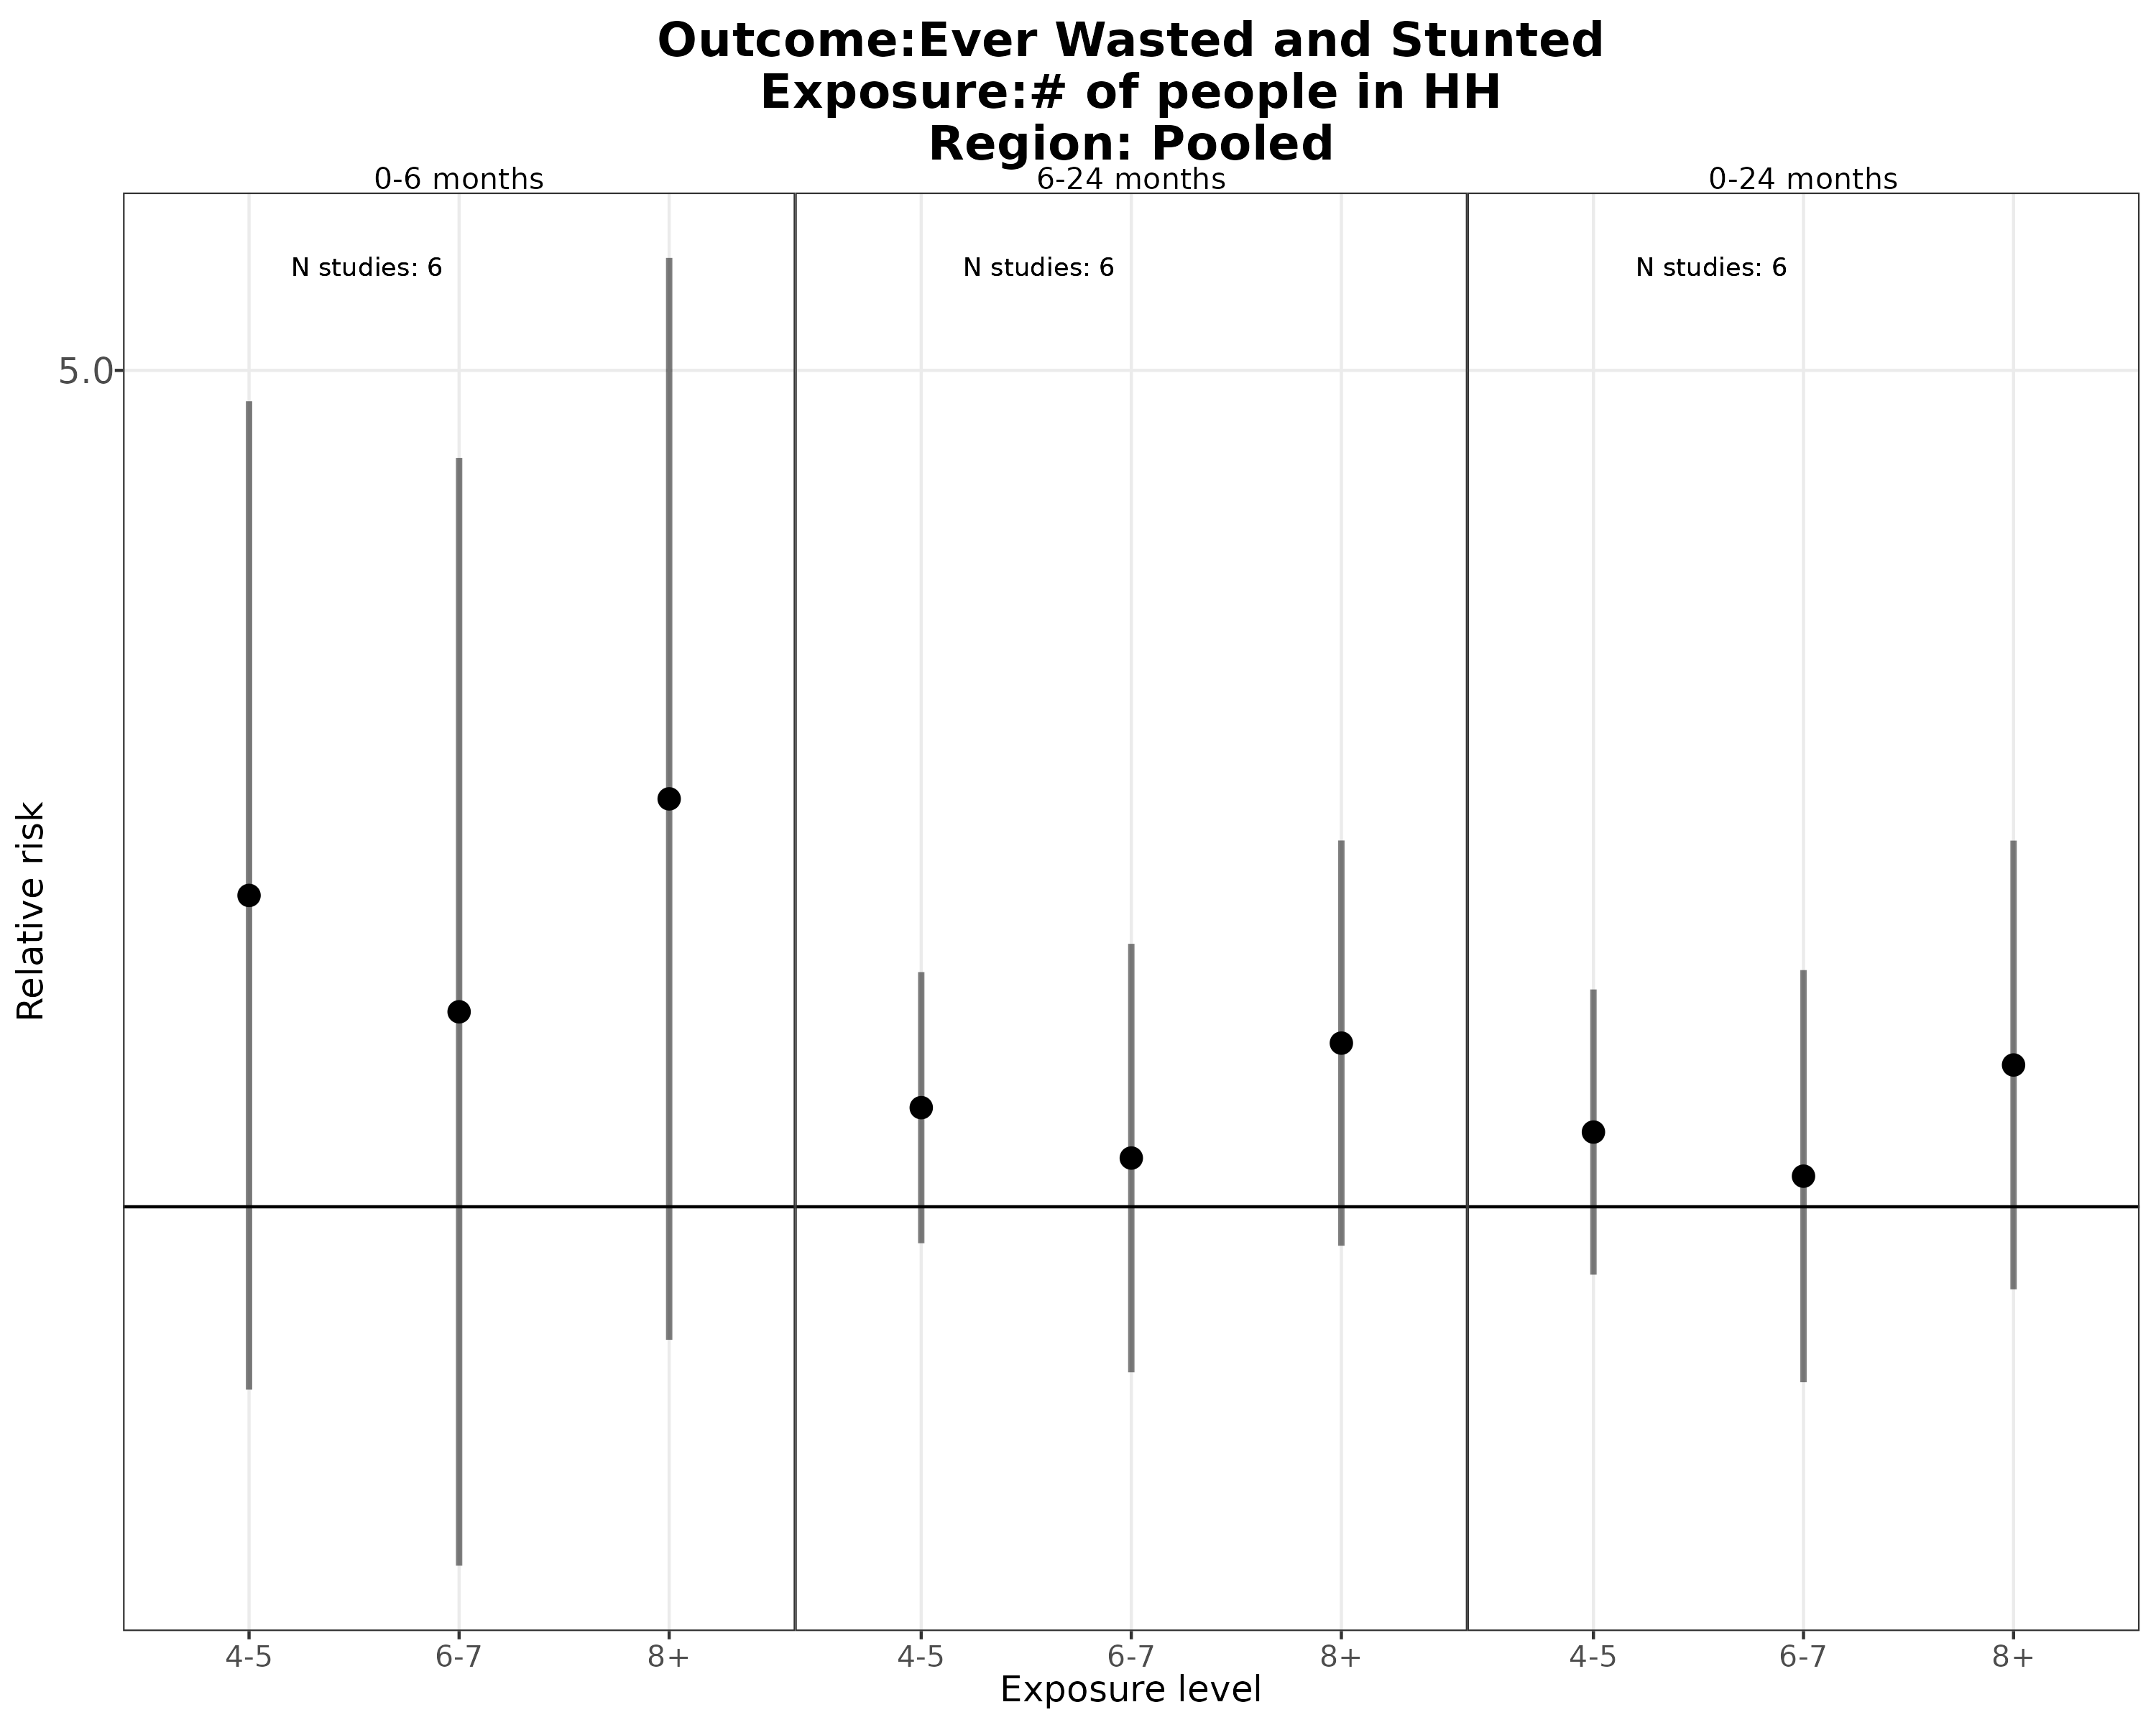 Outcome:Ever Wasted and Stunted
Exposure:# of people in HH
Region: Pooled
0-6 months
6-24 months
0-24 months
N studies: 6
N studies: 6
N studies: 6
5.0
Relative risk
4-5
6-7
8+
4-5
6-7
8+
4-5
6-7
8+
Exposure level